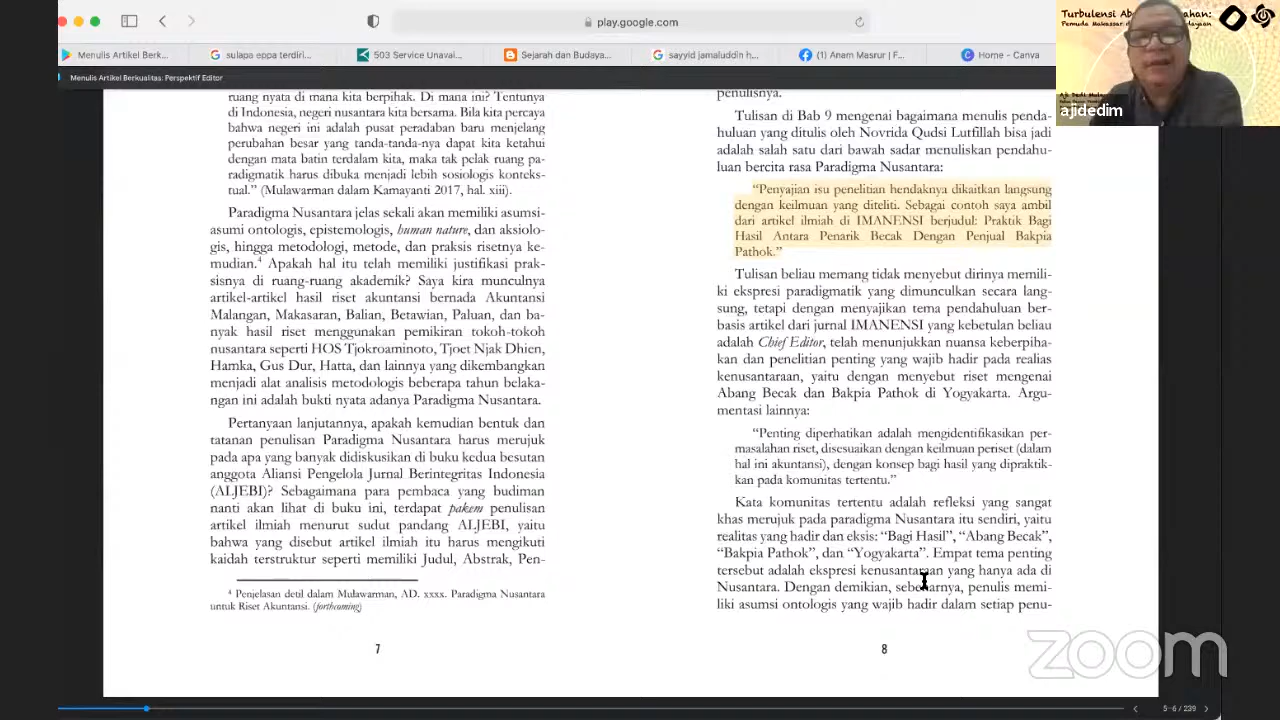 play.google.com
Menulis Artikel Berk...
sulapa eppa terdiri...
503 Service Unavai...
Sejarah dan Budaya...
sayyid jamaluddin h...
(1) Anam Masrur | F...
Home – Canva
Menulis Artikel Berkualitas: Perspektif Editor
ruang nyata di mana kita berpihak. Di mana ini? Tentunya
di Indonesia, negeri nusantara kita bersama. Bila kita percaya
bahwa negeri ini adalah pusat peradaban baru menjelang
perubahan besar yang tanda-tanda-nya dapat kita ketahui
dengan mata batin terdalam kita, maka tak pelak ruang pa-
radigmatik harus dibuka menjadi lebih sosiologis konteks-
tual.” (Mulawarman dalam Kamayanti 2017, hal. xiii).
Paradigma Nusantara jelas sekali akan memiliki asumsi-
asumi ontologis, epistemologis, human nature, dan aksiolo-
gis, hingga metodologi, metode, dan praksis risetnya ke-
mudian.4 Apakah hal itu telah memiliki justifikasi prak-
sisnya di ruang-ruang akademik? Saya kira munculnya
artikel-artikel hasil riset akuntansi bernada Akuntansi
Malangan, Makasaran, Balian, Betawian, Paluan, dan ba-
nyak hasil riset menggunakan pemikiran tokoh-tokoh
nusantara seperti HOS Tjokroaminoto, Tjoet Njak Dhien,
Hamka, Gus Dur, Hatta, dan lainnya yang dikembangkan
menjadi alat analisis metodologis beberapa tahun belaka-
ngan ini adalah bukti nyata adanya Paradigma Nusantara.
Pertanyaan lanjutannya, apakah kemudian bentuk dan
tatanan penulisan Paradigma Nusantara harus merujuk
pada apa yang banyak didiskusikan di buku kedua besutan
anggota Aliansi Pengelola Jurnal Berintegritas Indonesia
(ALJEBI)? Sebagaimana para pembaca yang budiman
nanti akan lihat di buku ini, terdapat pakem penulisan
artikel ilmiah menurut sudut pandang ALJEBI, yaitu
bahwa yang disebut artikel ilmiah itu harus mengikuti
kaidah terstruktur seperti memiliki Judul, Abstrak, Pen-
4 Penjelasan detil dalam Mulawarman, AD. xxxx. Paradigma Nusantara
untuk Riset Akuntansi. (forthcoming)
7
penulisnya.
Tulisan di Bab 9 mengenai bagaimana menulis penda-
huluan yang ditulis oleh Novrida Qudsi Lutfillah bisa jadi
adalah salah satu dari bawah sadar menuliskan pendahu-
luan bercita rasa Paradigma Nusantara:
“Penyajian isu penelitian hendaknya dikaitkan langsung
dengan keilmuan yang diteliti. Sebagai contoh saya ambil
dari artikel ilmiah di IMANENSI berjudul: Praktik Bagi
Hasil Antara Penarik Becak Dengan Penjual Bakpia
Pathok.”
Tulisan beliau memang tidak menyebut dirinya memili-
ki ekspresi paradigmatik yang dimunculkan secara lang-
sung, tetapi dengan menyajikan tema pendahuluan ber-
basis artikel dari jurnal IMANENSI yang kebetulan beliau
adalah Chief Editor, telah menunjukkan nuansa keberpiha-
kan dan penelitian penting yang wajib hadir pada realias
kenusantaraan, yaitu dengan menyebut riset mengenai
Abang Becak dan Bakpia Pathok di Yogyakarta. Argu-
mentasi lainnya:
“Penting diperhatikan adalah mengidentifikasikan per-
masalahan riset, disesuaikan dengan keilmuan periset (dalam
hal ini akuntansi), dengan konsep bagi hasil yang dipraktik-
kan pada komunitas tertentu.”
Kata komunitas tertentu adalah refleksi yang sangat
khas merujuk pada paradigma Nusantara itu sendiri, yaitu
realitas yang hadir dan eksis: “Bagi Hasil”, “Abang Becak”,
“Bakpia Pathok”, dan “Yogyakarta”. Empat tema penting
tersebut adalah ekspresi kenusantaraan yang hanya ada di
Nusantara. Dengan demikian, sebenarnya, penulis memi-
liki asumsi ontologis yang wajib hadir dalam setiap penu-
8
5-6 / 239
Turbulensi
ajidedim
zoom